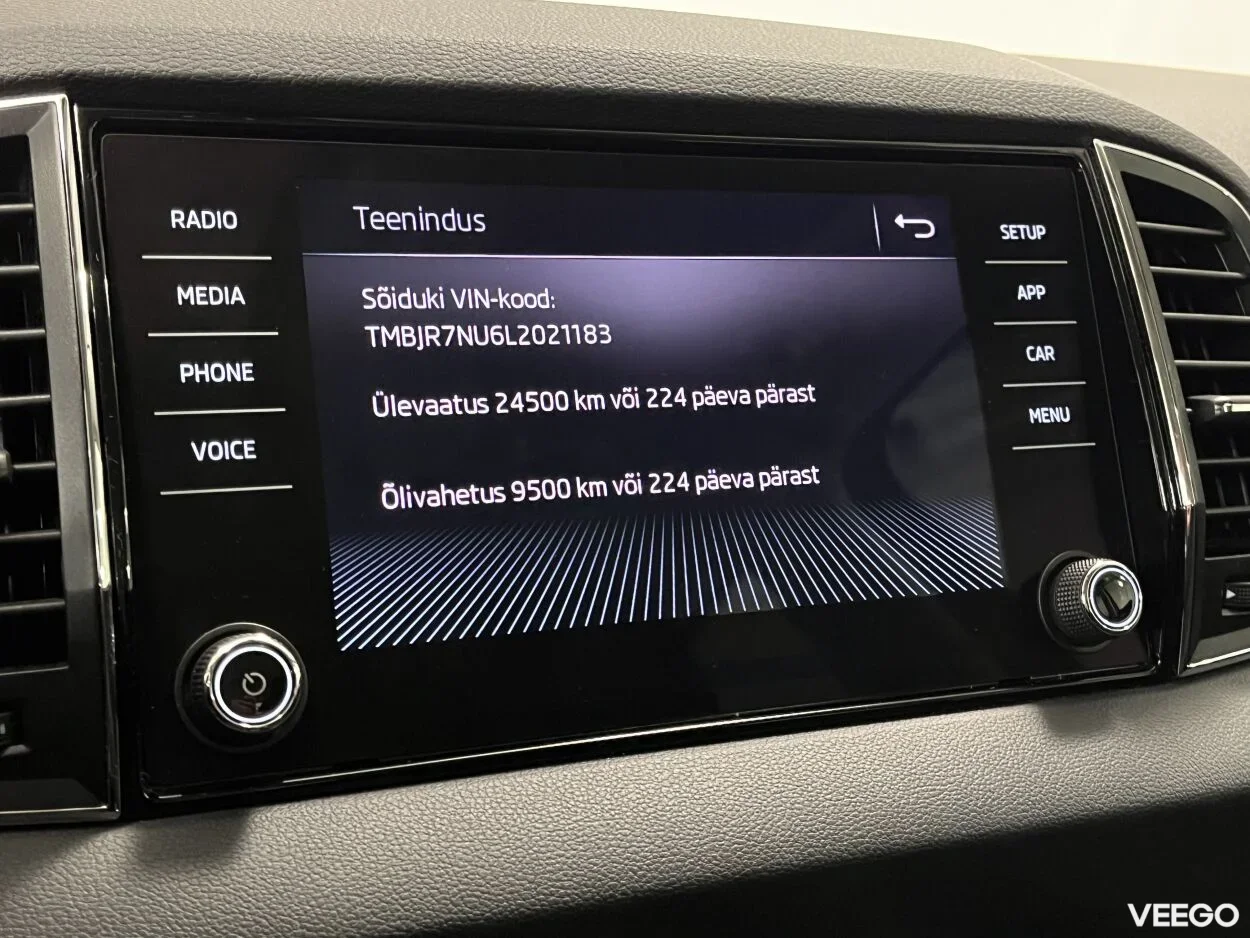 RADIO
MEDIA
PHONE
VOICE
Teenindus
Sõiduki VIN-kood:
TMBJR7NU6L2021183
Ülevaatus 24500 km või 224 päeva pärast
Õlivahetus 9500 km või 224 päeva pärast
SETUP
APP
CAR
MENU
VEEGO